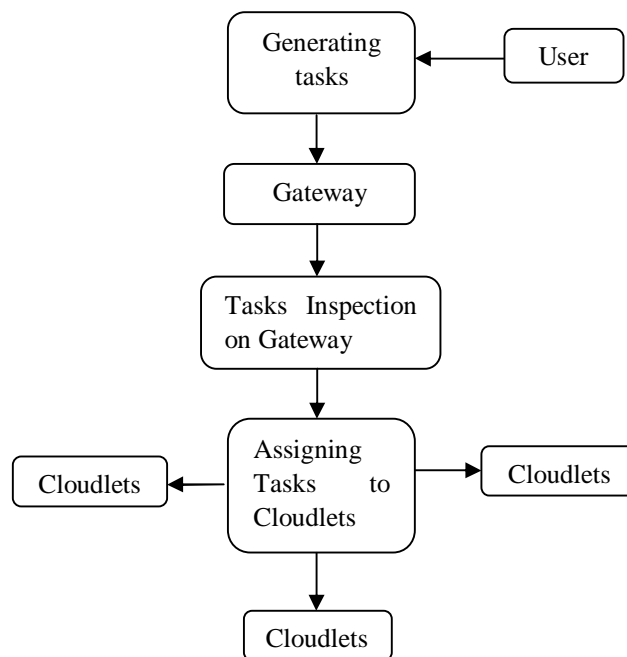 Generating
tasks
User
Gateway
Tasks Inspection
on Gateway
Assigning
Tasks to
Cloudlets
Cloudlets
Cloudlets
Cloudlets